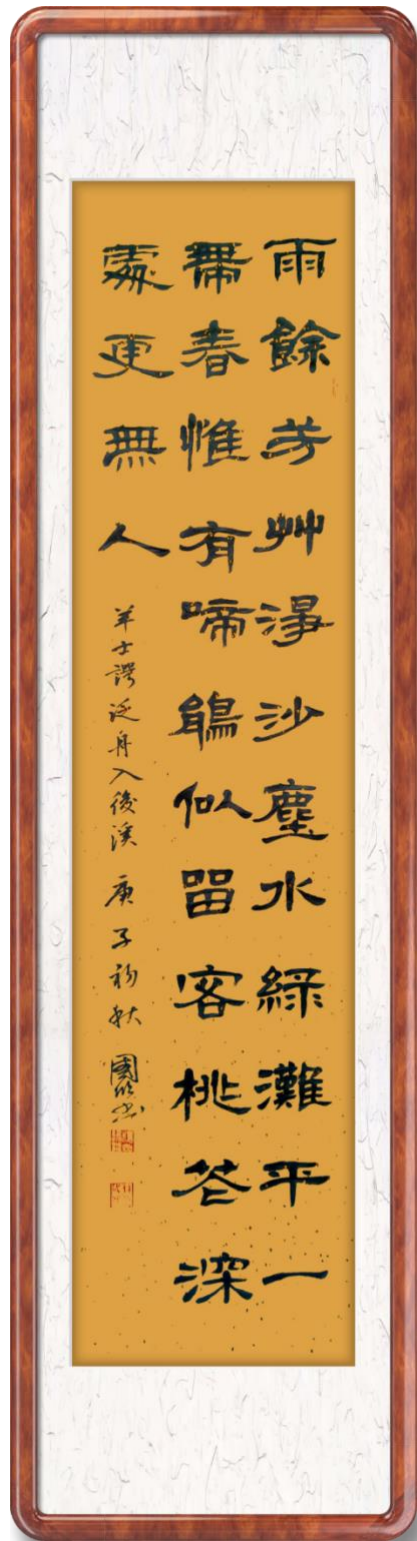 雨餘芳艸淨沙塵水綠灘平一
帶春惟有啼鵑似留客桃花深
處更無人
羊士諤泛舟入後溪 庚子初秋 國